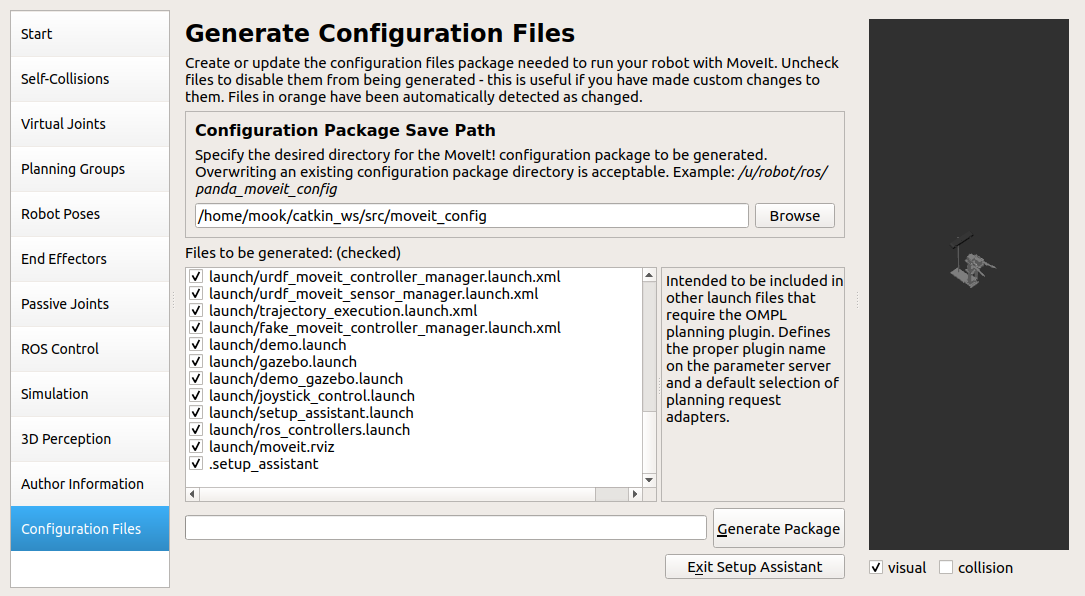 Start
Self-Collisions
Virtual Joints
Planning Groups
Robot Poses
End Effectors
Passive Joints
ROS Control
Simulation
3D Perception
Author Information
Configuration Files
Generate Configuration Files
Create or update the configuration files package needed to run your robot with MoveIt. Uncheck
files to disable them from being generated - this is useful if you have made custom changes to
them. Files in orange have been automatically detected as changed.
Configuration Package Save Path
Specify the desired directory for the MoveIt! configuration package to be generated.
Overwriting an existing configuration package directory is acceptable. Example: /u/robot/ros/
panda_moveit_config
/home/mook/catkin_ws/src/moveit_config
Browse
Files to be generated: (checked)
launch/urdf_moveit_controller_manager.launch.xml
launch/urdf_moveit_sensor_manager.launch.xml
launch/trajectory_execution.launch.xml
launch/fake_moveit_controller_manager.launch.xml
launch/demo.launch
launch/gazebo.launch
launch/demo_gazebo.launch
launch/joystick_control.launch
launch/setup_assistant.launch
launch/ros_controllers.launch
launch/moveit.rviz
.setup_assistant
Intended to be included in
other launch files that
require the OMPL
planning plugin. Defines
the proper plugin name
on the parameter server
and a default selection of
planning request
adapters.
Generate Package
Exit Setup Assistant
visual
collision